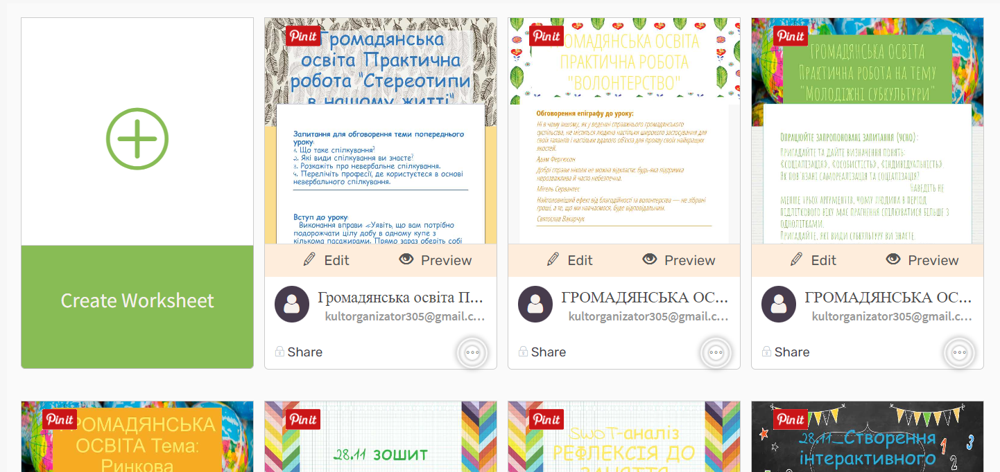 Create Worksheet
Pin it
Громадянська
освіта Практична
робота "Стереотипи
в нашому житті"
Запитання для обговорення теми попереднього
уроку:
1. Що таке спілкування?
2. Які види спілкування ви знаєте?
3. Розкажіть про невербальне спілкування.
4. Перелічіть професії, де користуєтеся в основі
невербального спілкування.
Вступ до уроку:
Виконання вправи: «Уявіть, що вам потрібно
подорожчати цілу добу в одному купе з
кількома пасажирами. Прямо зараз оберіть собі
Edit
Preview
Громадянська освіта П...
kultorganizator305@gmail.c...
Share
Pin it
ГРОМАДЯНСЬКА ОСВІТА
ПРАКТИЧНА РОБОТА
"ВОЛОНТЕРСТВО"
Обговорення епіграфу до уроку:
Ні в чому іншому, як у веденні справжнього громадянського
суспільства, не міститься людина настільки широкого застосування для
своїх талантів і настільки вдалого об'єкта для прояву своїх найкращих
якостей.
Адам Фергюсон
Добрі справи ніколи не можна відкласти: будь-яка підтримка
нерозважлива й часто небезпечна.
Мігель Сервантес
Найголовніший ефект від благодійності та волонтерства — не зібрані
гроші, а те, що ми навчаємося, буде відповідальним.
Святослав Вакарчук
Edit
Preview
ГРОМАДЯНСЬКА ОС...
kultorganizator305@gmail.c...
Share
Pin it
ГРОМАДЯНСЬКА ОСВІТА
Практична робота на тему
"Молодіжні субкультури"
Опрацюйте запропоновані запитання (усно):
Пригадайте та дайте визначення понять:
«соціалізація», «особистість», «індивідуальність».
Як пов'язані самореалізація та соціалізація?
Наведіть не
менше трьох аргументів, чому людина в період
підліткового віку має прагнення спілкуватися більше з
однолітками.
Пригадайте, які види субкультуру ви знаєте.
Edit
Preview
ГРОМАДЯНСЬКА ОС...
kultorganizator305@gmail.c...
Share
Pin it
ГРОМАДЯНСЬКА
ОСВІТА Тема:
Ринкова
Pin it
28.11 зошит
Pin it
SWOT-аналіз
РЕФЛЕКСІЯ ДО
ЗАНЯТТЯ
Pin it
28.11_Створення
інтерактивного
1
2
3